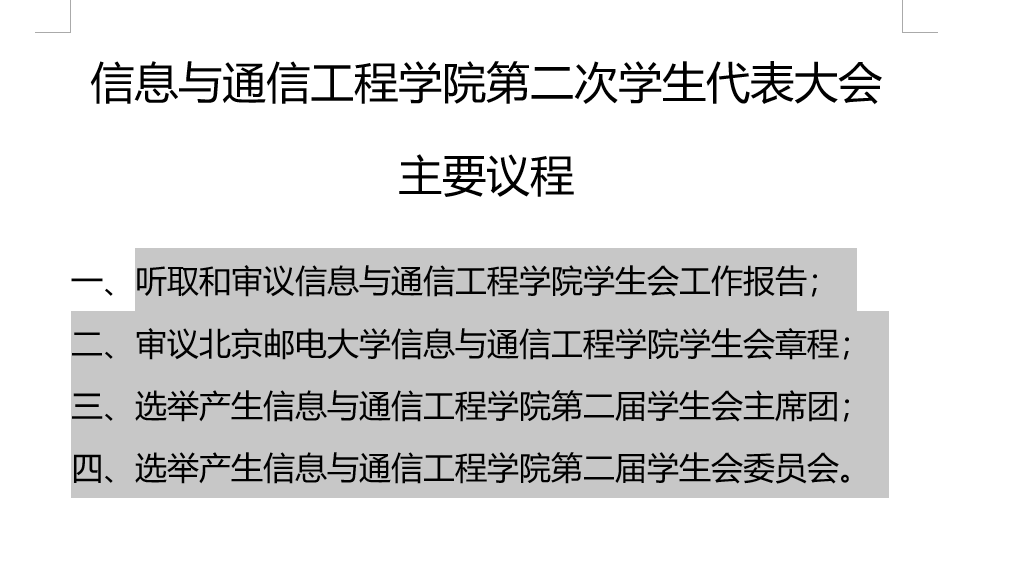 信息与通信工程学院第二次学生代表大会
主要议程
一、听取和审议信息与通信工程学院学生会工作报告；
二、审议北京邮电大学信息与通信工程学院学生会章程；
三、选举产生信息与通信工程学院第二届学生会主席团；
四、选举产生信息与通信工程学院第二届学生会委员会。